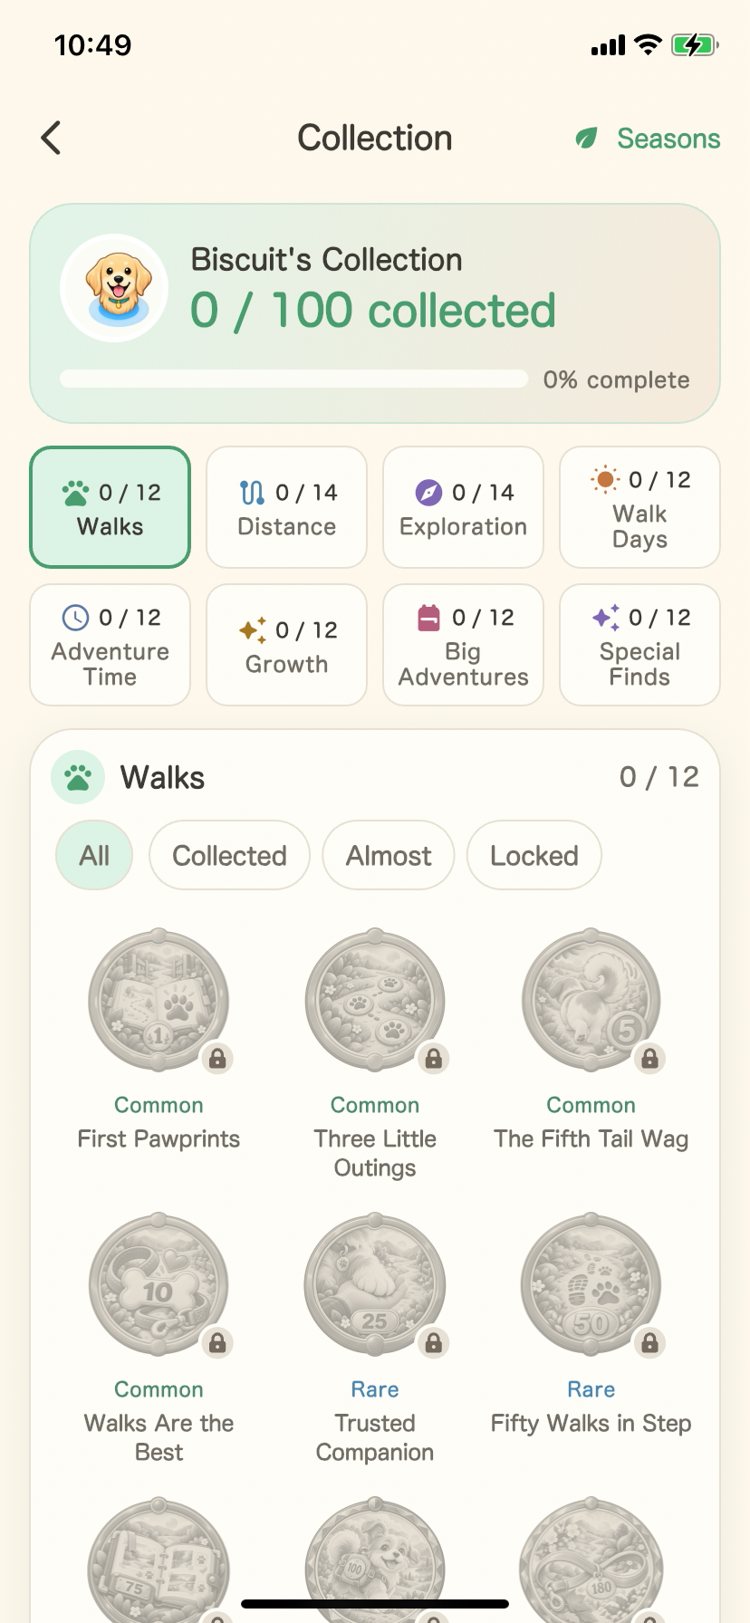 10:49
Collection
Seasons
Biscuit's Collection
0 / 100 collected
0% complete
0 / 12
Walks
0 / 14
Distance
0 / 14
Exploration
0 / 12
Walk
Days
0 / 12
Adventure
Time
0 / 12
Growth
0 / 12
Big
Adventures
0 / 12
Special
Finds
Walks
0 / 12
All
Collected
Almost
Locked
1
5
Common
Common
Common
First Pawprints
Three Little
Outings
The Fifth Tail Wag
10
25
50
Common
Rare
Rare
Walks Are the
Best
Trusted
Companion
Fifty Walks in Step
75
100
180